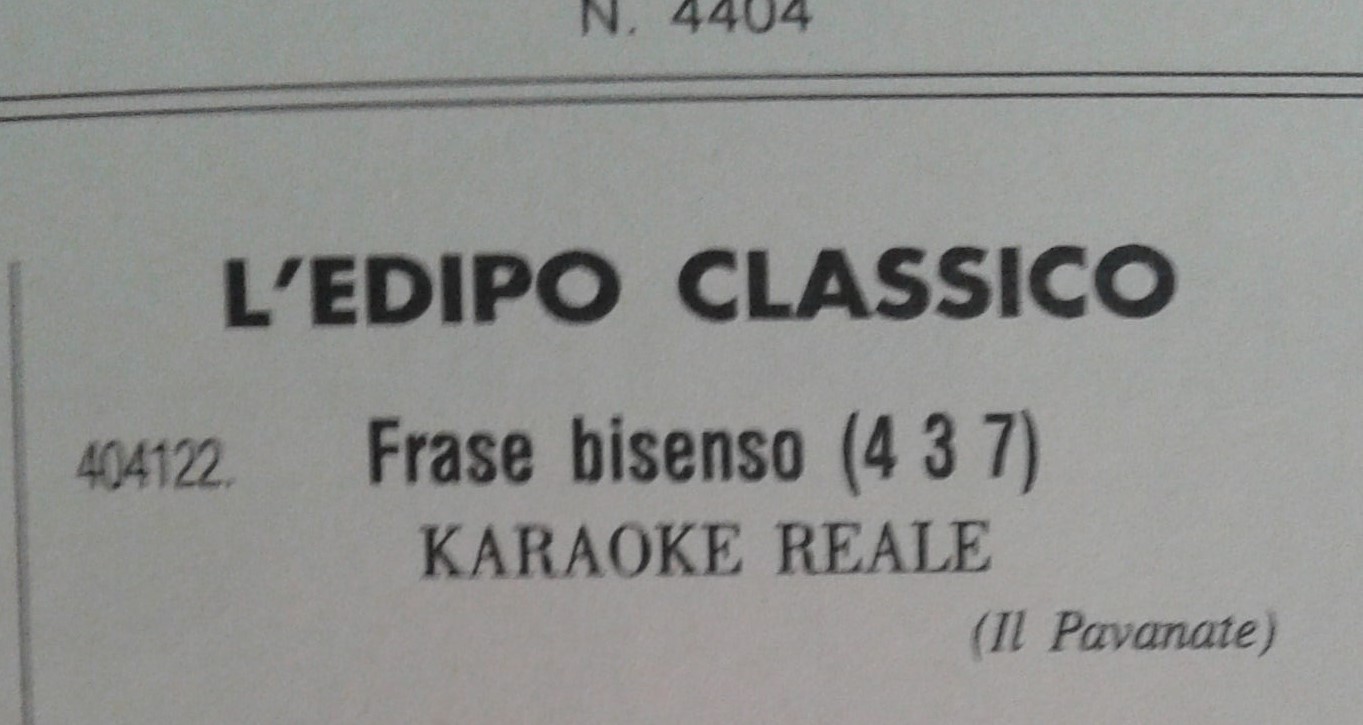 N. 4404
L'EDIPO CLASSICO
404122. Frase bisenso (4 3 7)
KARAOKE REALE
(Il Pavanate)